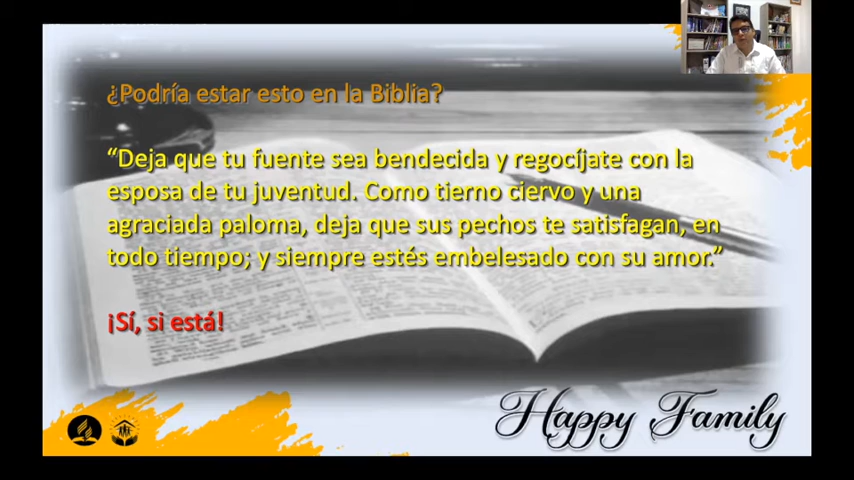 ¿Podría estar esto en la Biblia?
“Deja que tu fuente sea bendecida y regocíjate con la
esposa de tu juventud. Como tierno ciervo y una
agraciada paloma, deja que sus pechos te satisfagan, en
todo tiempo; y siempre estés embelesado con su amor.”
¡Sí, si está!
Happy Family